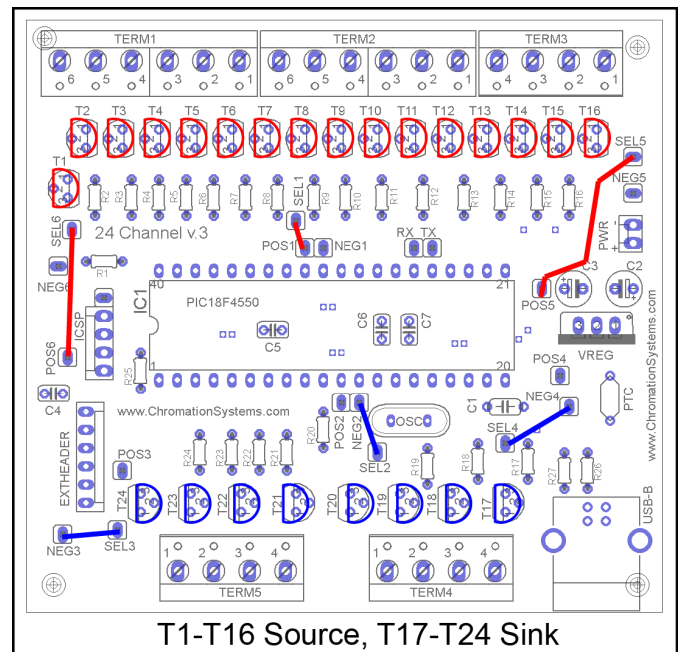 TERM1 TERM2 TERM3
6 5 4 3 2 1 6 5 4 3 2 1 4 3 2 1
T2 T3 T4 T5 T6 T7 T8 T9 T10 T11 T12 T13 T14 T15 T16
SEL5
T1
NEG5
R2 R3 R4 R5 R6 R7 R8 SEL1 R9 R10 R11 R12 R13 R14 R15 R16
SEL6
24 Channel v.3
POS1 NEG1
RX TX
PWR
- +
NEG6
R1
C3 C2
40 21
IC1
PIC18F4550
POS5
ICSP
C5 C6 C7
3 2 1
VREG
POS6
R25
1 20
POS4
PTC
C4
www.ChromationSystems.com
POS2 NEG2
OSC
C1
NEG4
www.ChromationSystems.com
EXTHEADER
POS3
R24 R23 R22 R21 R20
SEL2
R19 R18
SEL4
R17 R27 R26
T24 T23 T22 T21 T20 T19 T18 T17
USB-B
NEG3 SEL3
1 2 3 4 1 2 3 4
TERM5 TERM4
T1-T16 Source, T17-T24 Sink